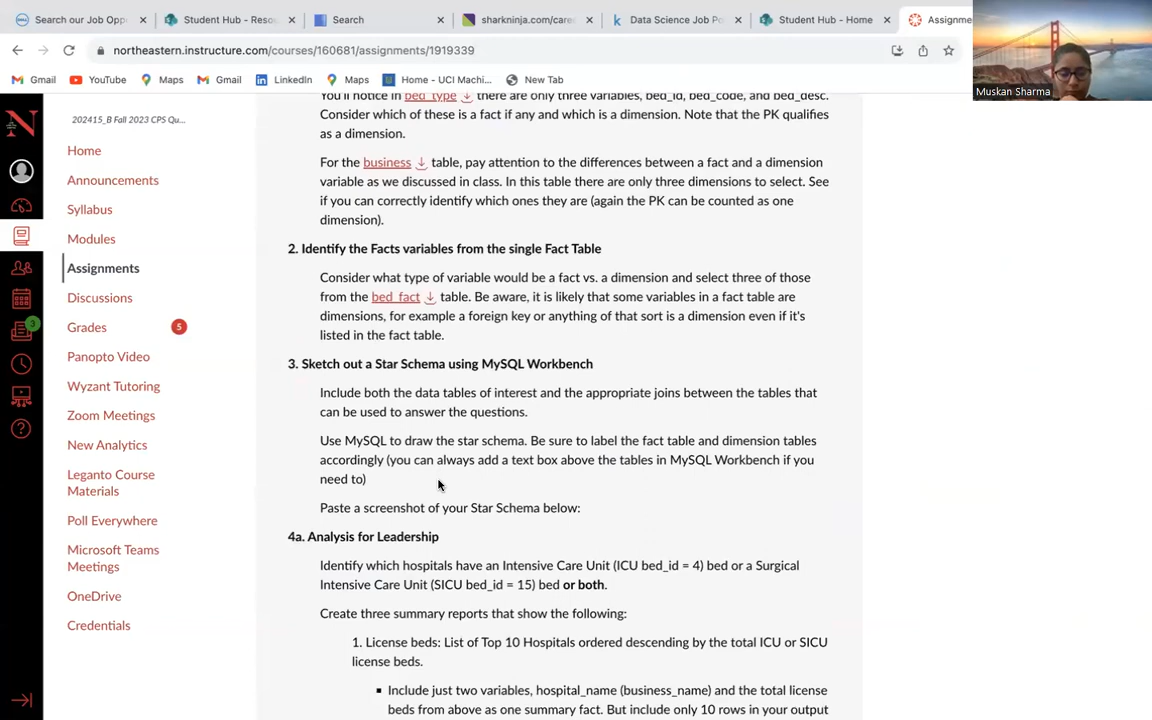 Search our Job Opp
Student Hub - Reso
Search
sharkninja.com/care
Data Science Job Po
Student Hub - Home
Assignme
northeastern.instructure.com/courses/160681/assignments/1919339
Gmail
YouTube
Maps
Gmail
LinkedIn
Maps
Home - UCI Machi...
New Tab
Muskan Sharma
202415_B Fall 2023 CPS Qu...
Home
Announcements
Syllabus
Modules
Assignments
Discussions
Grades
5
Panopto Video
3
Wyzant Tutoring
Zoom Meetings
New Analytics
Leganto Course
Materials
Poll Everywhere
Microsoft Teams
Meetings
OneDrive
Credentials
You'll notice in bed_type there are only three variables, bed_id, bed_code, and bed_desc.
Consider which of these is a fact if any and which is a dimension. Note that the PK qualifies
as a dimension.
For the business table, pay attention to the differences between a fact and a dimension
variable as we discussed in class. In this table there are only three dimensions to select. See
if you can correctly identify which ones they are (again the PK can be counted as one
dimension).
2. Identify the Facts variables from the single Fact Table
Consider what type of variable would be a fact vs. a dimension and select three of those
from the bed_fact table. Be aware, it is likely that some variables in a fact table are
dimensions, for example a foreign key or anything of that sort is a dimension even if it's
listed in the fact table.
3. Sketch out a Star Schema using MySQL Workbench
Include both the data tables of interest and the appropriate joins between the tables that
can be used to answer the questions.
Use MySQL to draw the star schema. Be sure to label the fact table and dimension tables
accordingly (you can always add a text box above the tables in MySQL Workbench if you
need to)
Paste a screenshot of your Star Schema below:
4a. Analysis for Leadership
Identify which hospitals have an Intensive Care Unit (ICU bed_id = 4) bed or a Surgical
Intensive Care Unit (SICU bed_id = 15) bed or both.
Create three summary reports that show the following:
1. License beds: List of Top 10 Hospitals ordered descending by the total ICU or SICU
license beds.
▪ Include just two variables, hospital_name (business_name) and the total license
beds from above as one summary fact. But include only 10 rows in your output